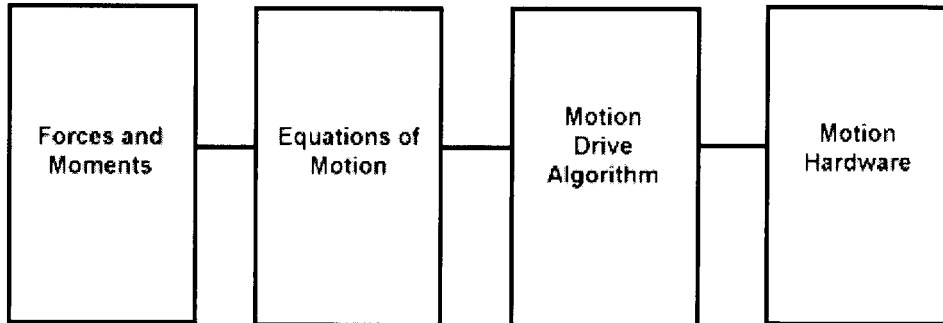 Forces and
Moments
Equations of
Motion
Motion
Drive
Algorithm
Motion
Hardware